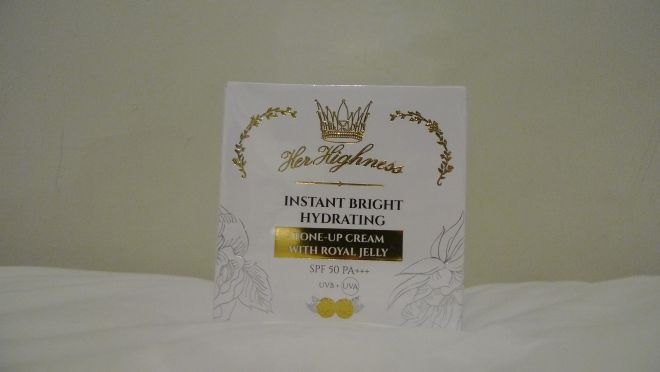 Her Highness
INSTANT BRIGHT
HYDRATING
TONE-UP CREAM
WITH ROYAL JELLY
SPF 50 PA+++
UVB + UVA